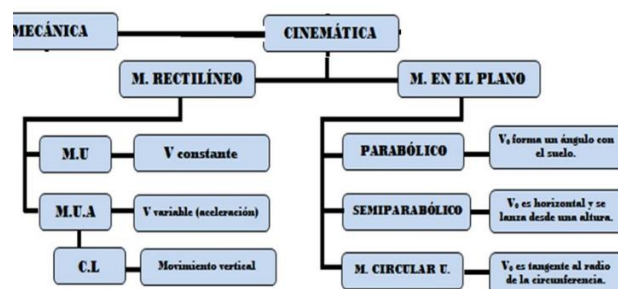 MECÁNICA
CINEMÁTICA
M. RECTILÍNEO
M. EN EL PLANO
M.U
V constante
M.U.A
V variable (aceleración)
C.L
Movimiento vertical
PARABÓLICO
V₀ forma un ángulo con
el suelo.
SEMIPARABÓLICO
V₀ es horizontal y se
lanza desde una altura.
M. CIRCULAR U.
V₀ es tangente al radio
de la circunferencia.